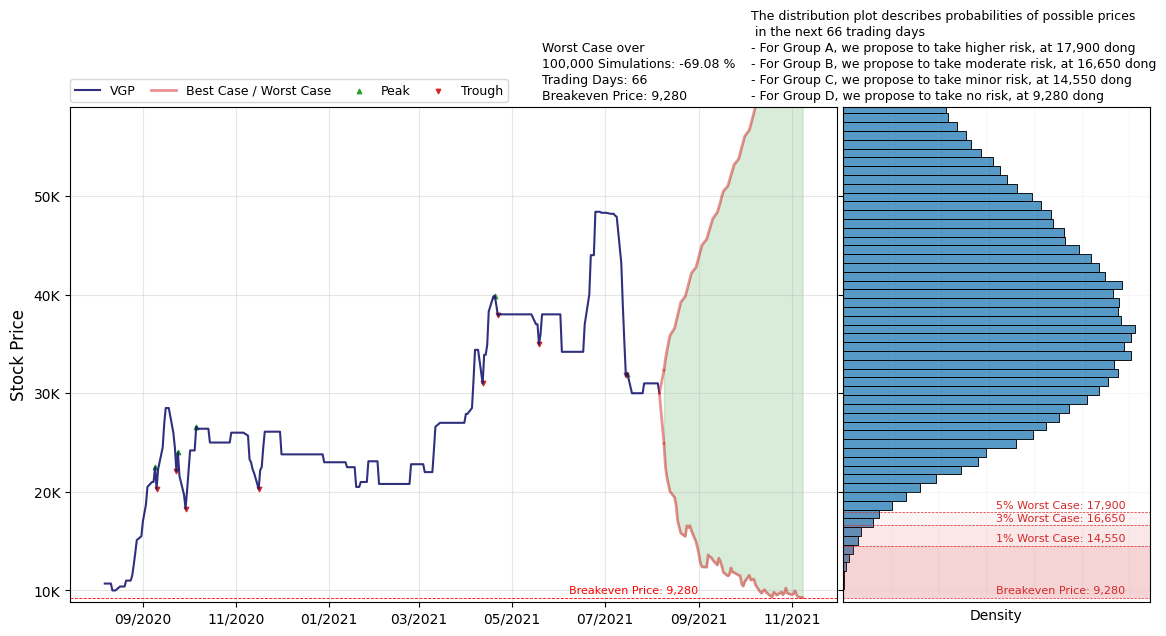 The distribution plot describes probabilities of possible prices
in the next 66 trading days
- For Group A, we propose to take higher risk, at 17,900 dong
- For Group B, we propose to take moderate risk, at 16,650 dong
- For Group C, we propose to take minor risk, at 14,550 dong
- For Group D, we propose to take no risk, at 9,280 dong
Worst Case over
100,000 Simulations: -69.08 %
Trading Days: 66
Breakeven Price: 9,280
VGP
Best Case / Worst Case
Peak
Trough
Stock Price
50K
40K
30K
20K
10K
Breakeven Price: 9,280
09/2020
11/2020
01/2021
03/2021
05/2021
07/2021
09/2021
11/2021
5% Worst Case: 17,900
3% Worst Case: 16,650
1% Worst Case: 14,550
Breakeven Price: 9,280
Density